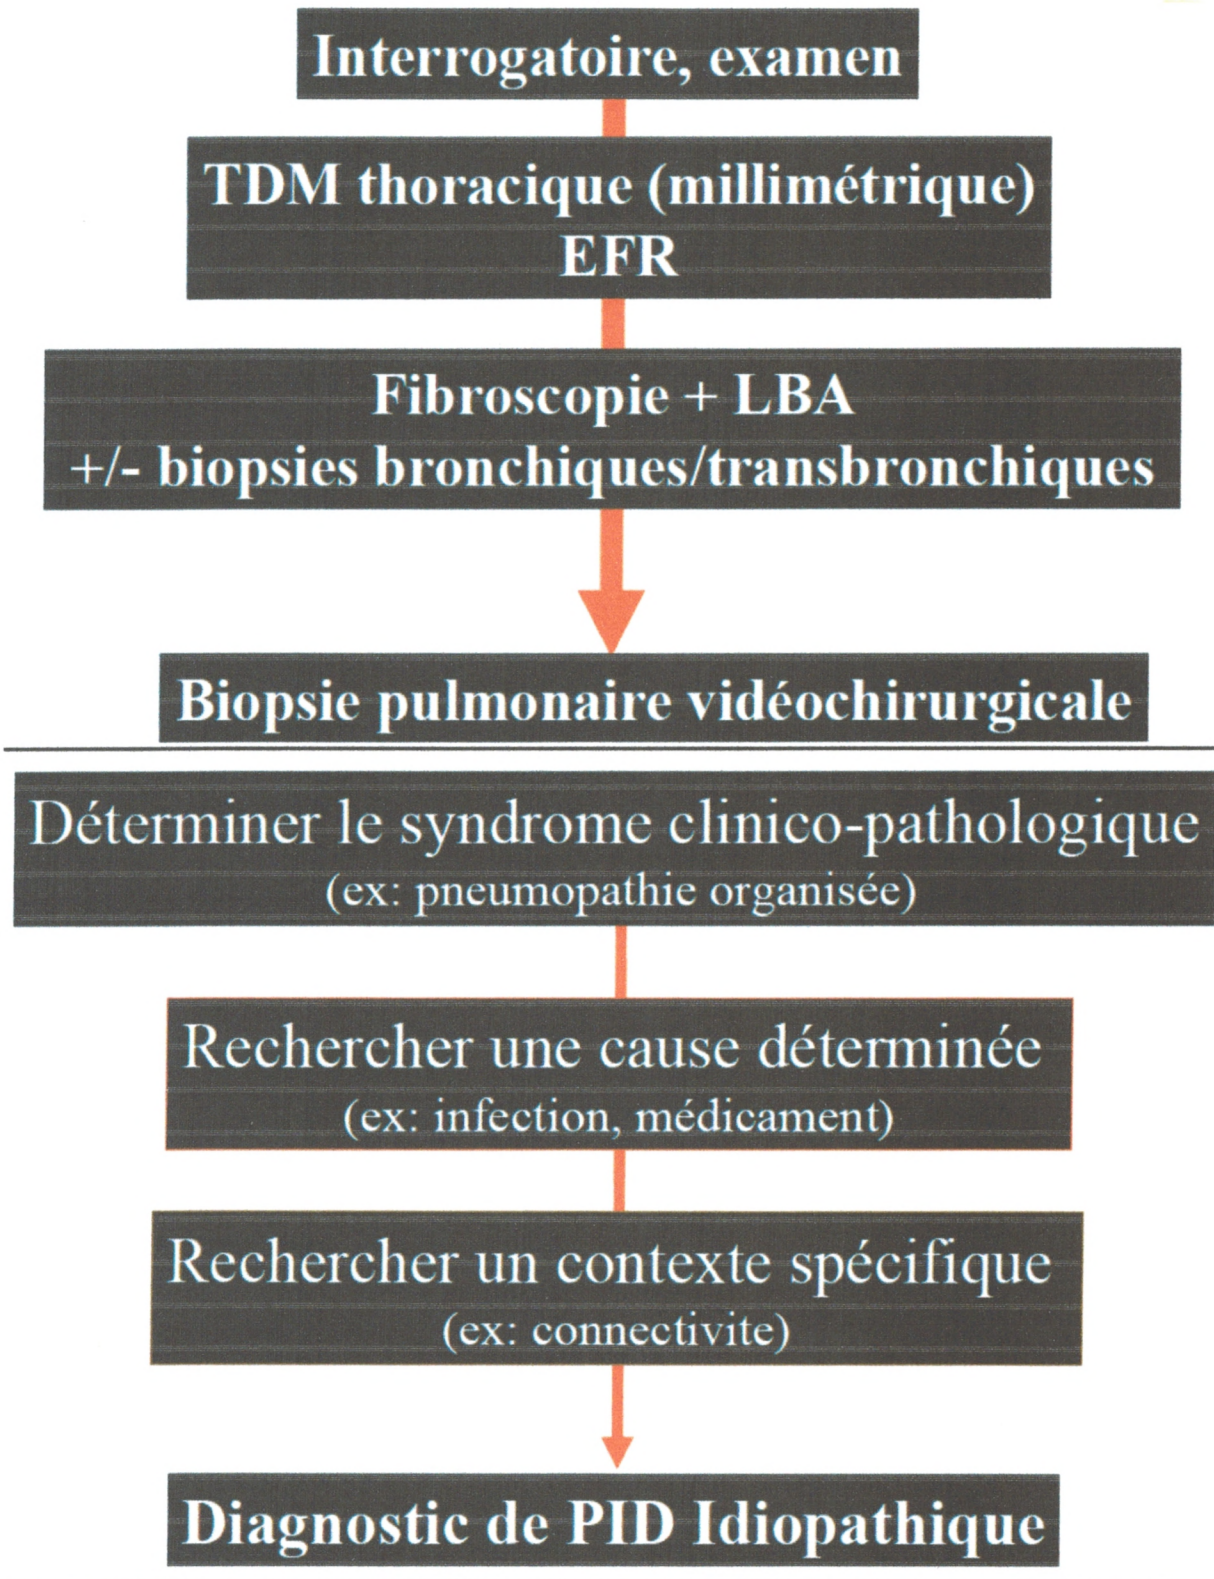 Interrogatoire, examen
TDM thoracique (millimétrique)
EFR
Fibroscopie + LBA
+/- biopsies bronchiques/transbronchiques
Biopsie pulmonaire vidéochirurgicale
Déterminer le syndrome clinico-pathologique
(ex: pneumopathie organisée)
Rechercher une cause déterminée
(ex: infection, médicament)
Rechercher un contexte spécifique
(ex: connectivite)
Diagnostic de PID Idiopathique